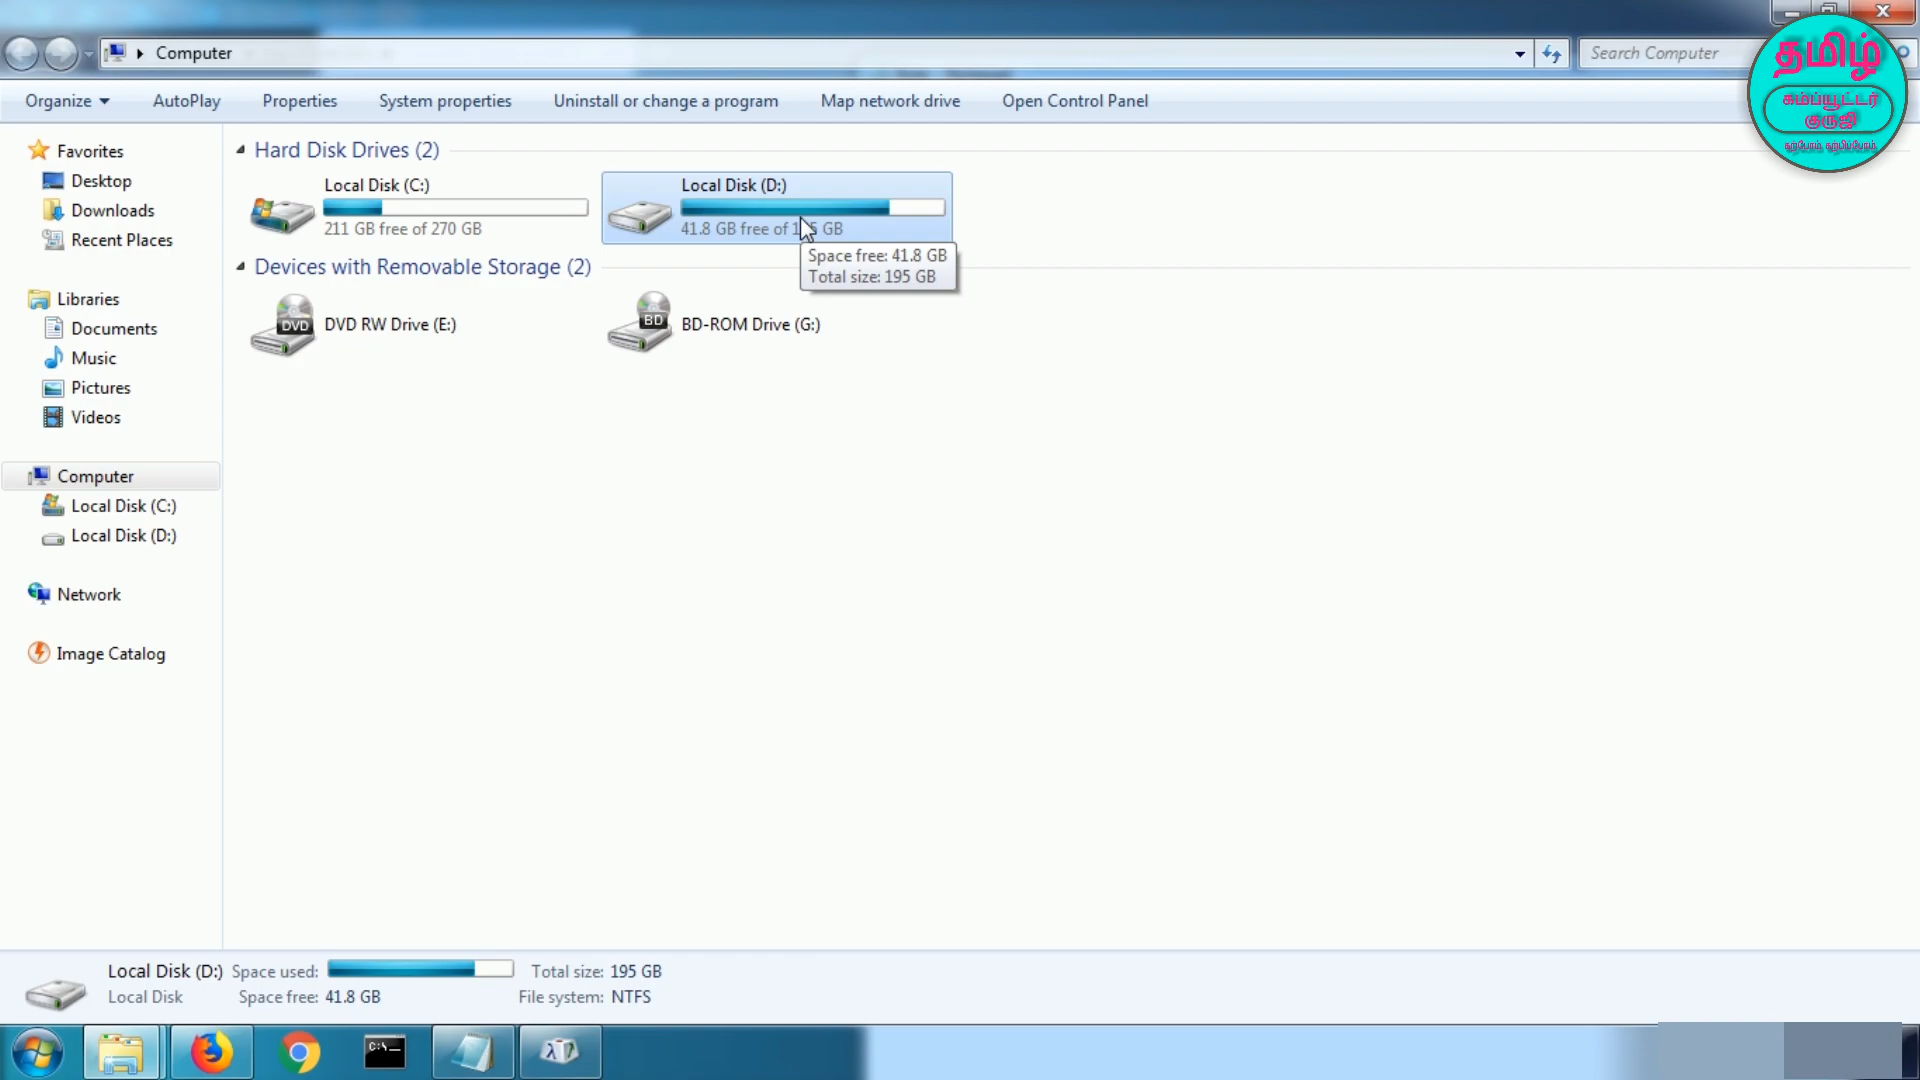 Computer
Search Computer
Organize AutoPlay Properties System properties Uninstall or change a program Map network drive Open Control Panel
தமிழ்
கம்ப்யூட்டர்
குருஜி
கற்போம் கற்பிப்போம்
Favorites
Desktop
Downloads
Recent Places
Libraries
Documents
Music
Pictures
Videos
Computer
Local Disk (C:)
Local Disk (D:)
Network
Image Catalog
Hard Disk Drives (2)
Local Disk (C:)
211 GB free of 270 GB
Local Disk (D:)
41.8 GB free of GB
Space free: 41.8 GB
Total size: 195 GB
Devices with Removable Storage (2)
DVD
DVD RW Drive (E:)
BD
BD-ROM Drive (G:)
Local Disk (D:) Space used: Total size: 195 GB
Local Disk Space free: 41.8 GB File system: NTFS
C:\